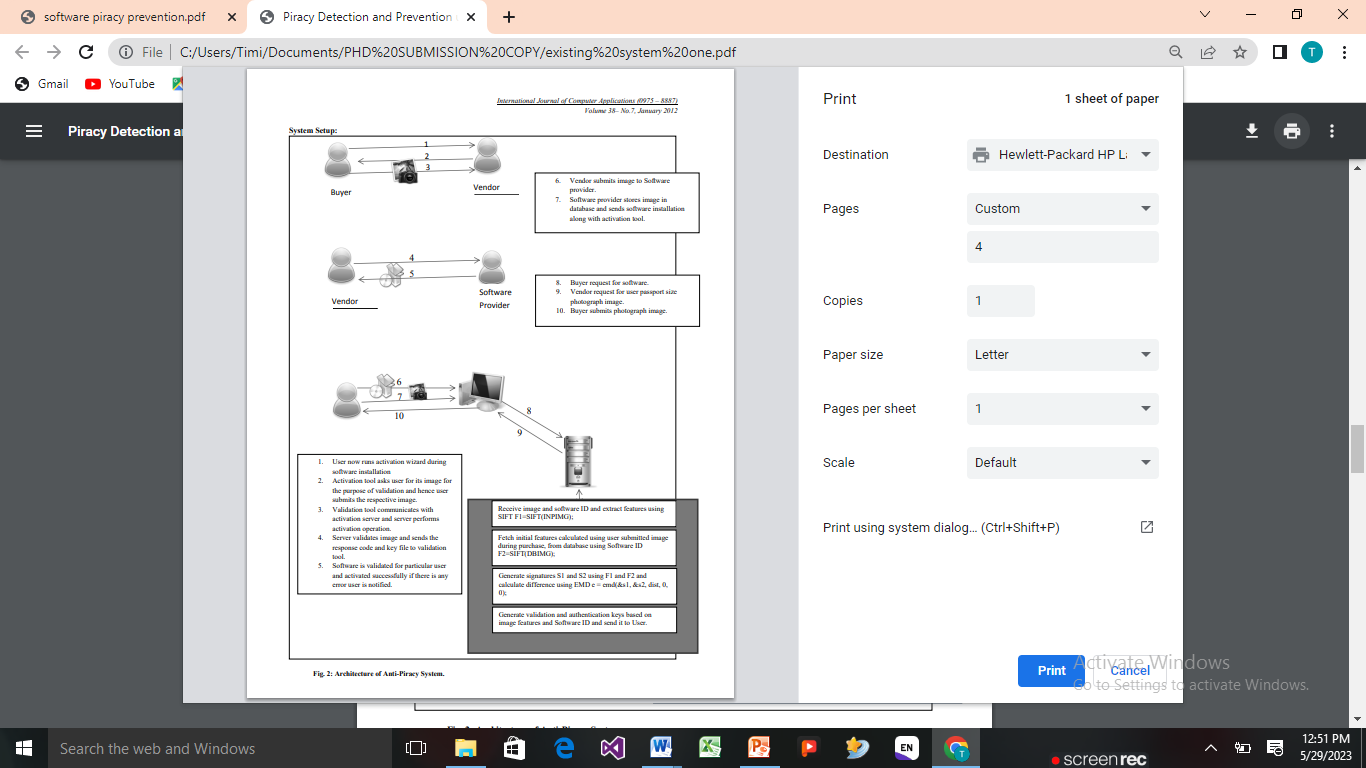 software piracy prevention.pdf
Piracy Detection and Prevention
File
C:/Users/Timi/Documents/PHD%20SUBMISSION%20COPY/existing%20system%20one.pdf
T
Gmail
YouTube
Piracy Detection an
International Journal of Computer Applications (0975 – 8887)
Volume 38– No.7, January 2012
System Setup:
1
2
3
Buyer
Vendor
6. Vendor submits image to Software
provider.
7. Software provider stores image in
database and sends software installation
along with activation tool.
4
5
Vendor
Software
Provider
8. Buyer request for software.
9. Vendor request for user passport size
photograph image.
10. Buyer submits photograph image.
6
7
10
8
9
1. User now runs activation wizard during
software installation
2. Activation tool asks user for its image for
the purpose of validation and hence user
submits the respective image.
3. Validation tool communicates with
activation server and server performs
activation operation.
4. Server validates image and sends the
response code and key file to validation
tool.
5. Software is validated for particular user
and activated successfully if there is any
error user is notified.
Receive image and software ID and extract features using
SIFT F1=SIFT(INPIMG);
Fetch initial features calculated using user submitted image
during purchase, from database using Software ID
F2=SIFT(DBIMG);
Generate signatures S1 and S2 using F1 and F2 and
calculate difference using EMD e = emd(&s1, &s2, dist, 0,
0);
Generate validation and authentication keys based on
image features and Software ID and send it to User.
Fig. 2: Architecture of Anti-Piracy System.
Print
1 sheet of paper
Destination
Hewlett-Packard HP L
Pages
Custom
4
Copies
1
Paper size
Letter
Pages per sheet
1
Scale
Default
Print using system dialog... (Ctrl+Shift+P)
Print
Cancel
Activate Windows
Go to Settings to activate Windows.
Search the web and Windows
EN
T
screenrec
12:51 PM
5/29/2023